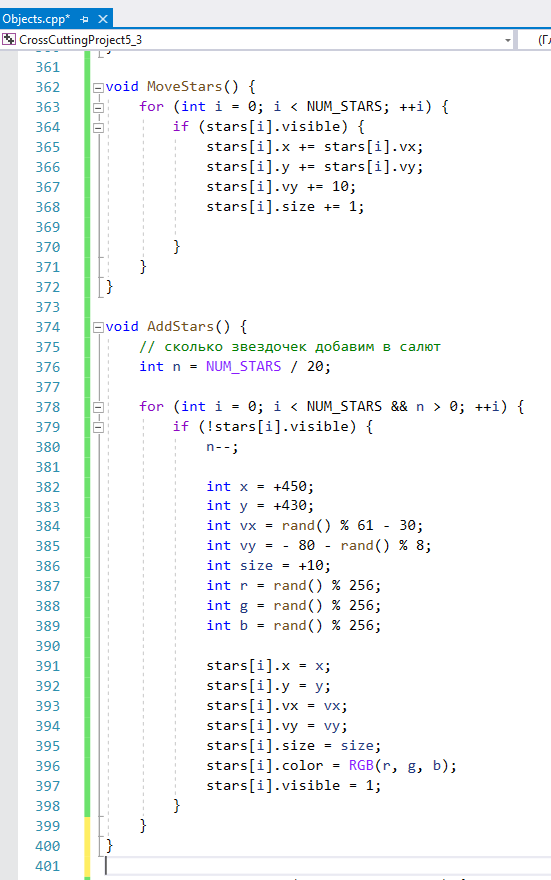 Objects.cpp*
CrossCuttingProject5_3
(Гл
361
362 void MoveStars() {
363 for (int i = 0; i < NUM_STARS; ++i) {
364 if (stars[i].visible) {
365 stars[i].x += stars[i].vx;
366 stars[i].y += stars[i].vy;
367 stars[i].vy += 10;
368 stars[i].size += 1;
369
370 }
371 }
372 }
373
374 void AddStars() {
375 // сколько звездочек добавим в салют
376 int n = NUM_STARS / 20;
377
378 for (int i = 0; i < NUM_STARS && n > 0; ++i) {
379 if (!stars[i].visible) {
380 n--;
381
382 int x = +450;
383 int y = +430;
384 int vx = rand() % 61 - 30;
385 int vy = - 80 - rand() % 8;
386 int size = +10;
387 int r = rand() % 256;
388 int g = rand() % 256;
389 int b = rand() % 256;
390
391 stars[i].x = x;
392 stars[i].y = y;
393 stars[i].vx = vx;
394 stars[i].vy = vy;
395 stars[i].size = size;
396 stars[i].color = RGB(r, g, b);
397 stars[i].visible = 1;
398 }
399 }
400 }
401